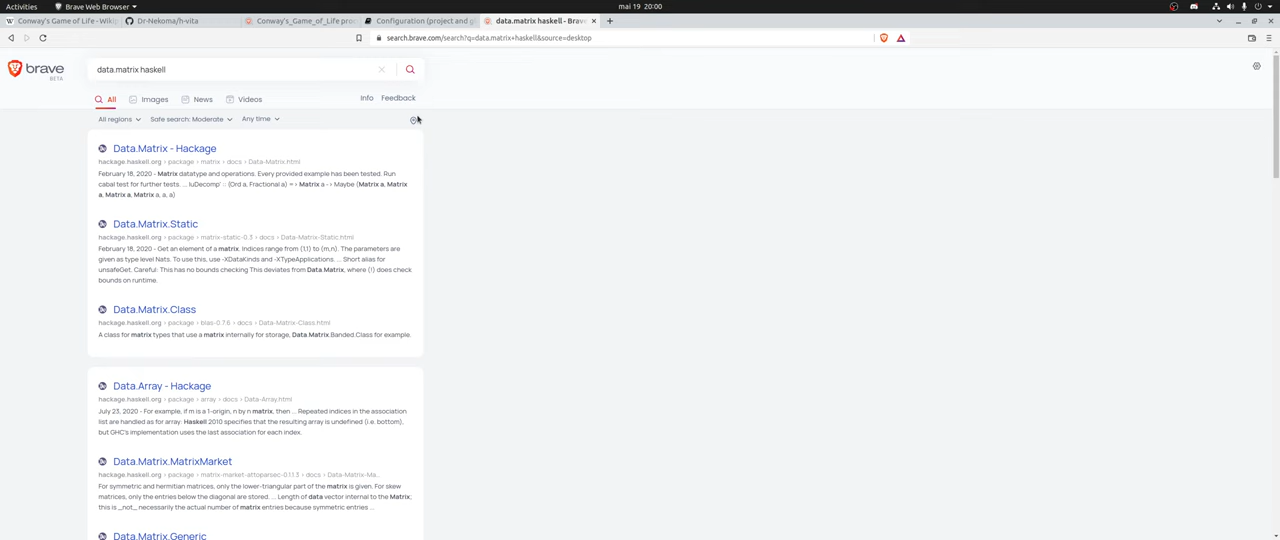 Activities
Brave Web Browser
mai 19 20:00
Conway's Game of Life - Wiki
Dr-Nekoma/h-vita
Conway's_Game_of_Life pro
Configuration (project and g
data.matrix haskell - Brave
search.brave.com/search?q=data.matrix+haskell&source=desktop
brave
BETA
data.matrix haskell
All
Images
News
Videos
Info
Feedback
All regions
Safe search: Moderate
Any time
Data.Matrix - Hackage
hackage.haskell.org › package › matrix › docs › Data-Matrix.html
February 18, 2020 - Matrix datatype and operations. Every provided example has been tested. Run
cabal test for further tests. ... luDecomp' :: (Ord a, Fractional a) => Matrix a -> Maybe (Matrix a, Matrix
a, Matrix a, Matrix a, a, a)
Data.Matrix.Static
hackage.haskell.org › package › matrix-static-0.3 › docs › Data-Matrix-Static.html
February 18, 2020 - Get an element of a matrix. Indices range from (1,1) to (m,n). The parameters are
given as type level Nats. To use this, use -XDataKinds and -XTypeApplications. ... Short alias for
unsafeGet. Careful: This has no bounds checking This deviates from Data.Matrix, where (!) does check
bounds on runtime.
Data.Matrix.Class
hackage.haskell.org › package › blas-0.7.6 › docs › Data-Matrix-Class.html
A class for matrix types that use a matrix internally for storage, Data.Matrix.Banded.Class for example.
Data.Array - Hackage
hackage.haskell.org › package › array › docs › Data-Array.html
July 23, 2020 - For example, if m is a 1-origin, n by n matrix, then ... Repeated indices in the association
list are handled as for array: Haskell 2010 specifies that the resulting array is undefined (i.e. bottom),
but GHC's implementation uses the last association for each index.
Data.Matrix.MatrixMarket
hackage.haskell.org › package › matrix-market-attoparsec-0.1.1.3 › docs › Data-Matrix-Ma...
For symmetric and hermitian matrices, only the lower-triangular part of the matrix is given. For skew
matrices, only the entries below the diagonal are stored. ... Length of data vector internal to the Matrix;
this is _not_ necessarily the actual number of matrix entries because symmetric entries ...
Data.Matrix.Generic